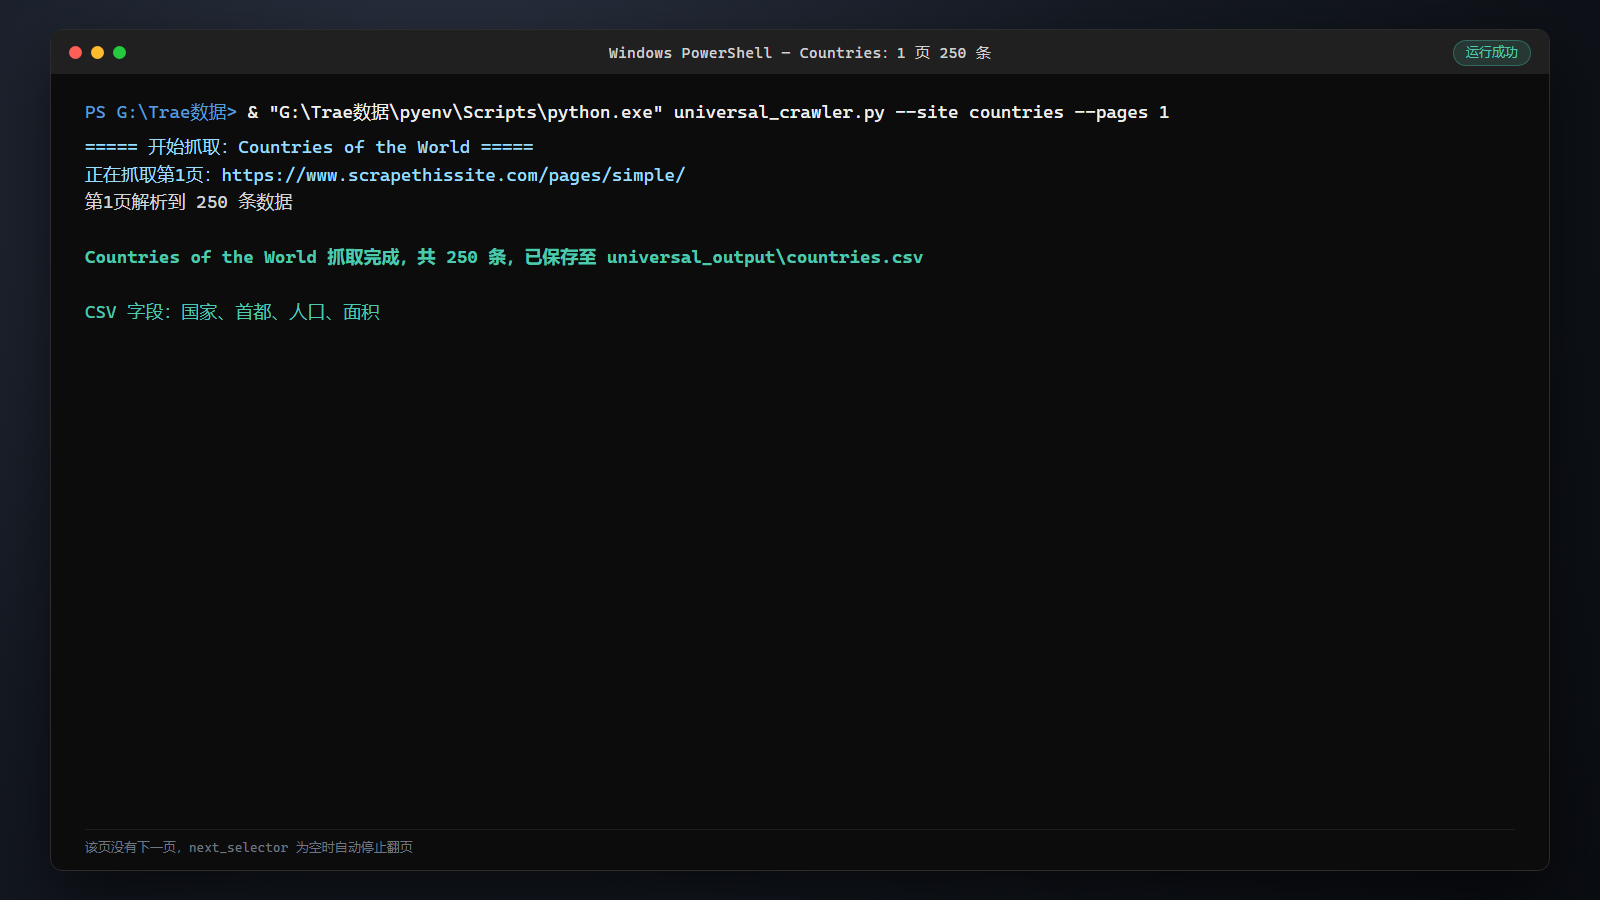 Windows PowerShell — Countries: 1 页 250 条
运行成功
PS G:\Trae数据> & "G:\Trae数据\pyenv\Scripts\python.exe" universal_crawler.py --site countries --pages 1
===== 开始抓取：Countries of the World =====
正在抓取第1页：https://www.scrapethissite.com/pages/simple/
第1页解析到 250 条数据
Countries of the World 抓取完成，共 250 条，已保存至 universal_output\countries.csv
CSV 字段：国家、首都、人口、面积
该页没有下一页，next_selector 为空时自动停止翻页